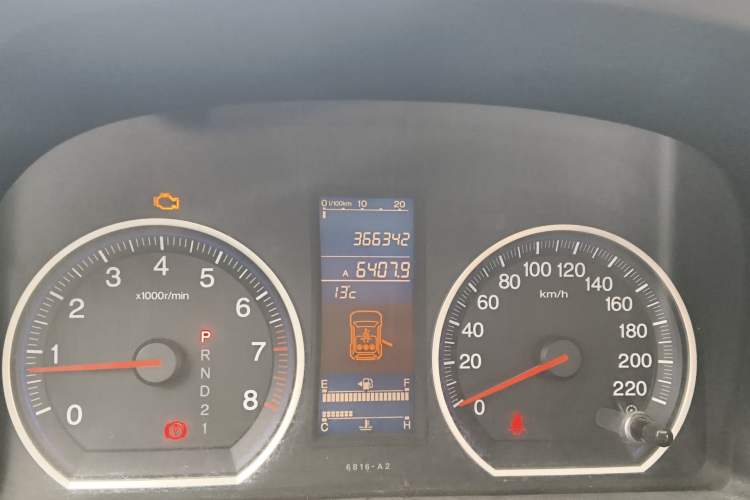 0 1 2 3 4 5 6 7 8
x1000r/min
P
R
N
D
2
1
0 l/100km 10 20
366342
A 6407.9
13c
E F
C H
6816-A2
0 20 40 60 80 100 120 140 160 180 200 220
km/h